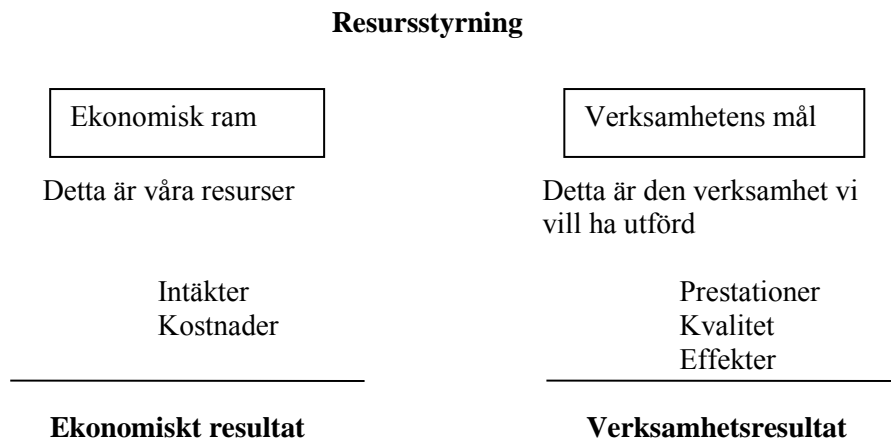 Resursstyrning
Ekonomisk ram
Verksamhetens mål
Detta är våra resurser
Detta är den verksamhet vi
vill ha utförd
Intäkter
Kostnader
Prestationer
Kvalitet
Effekter
Ekonomiskt resultat
Verksamhetsresultat